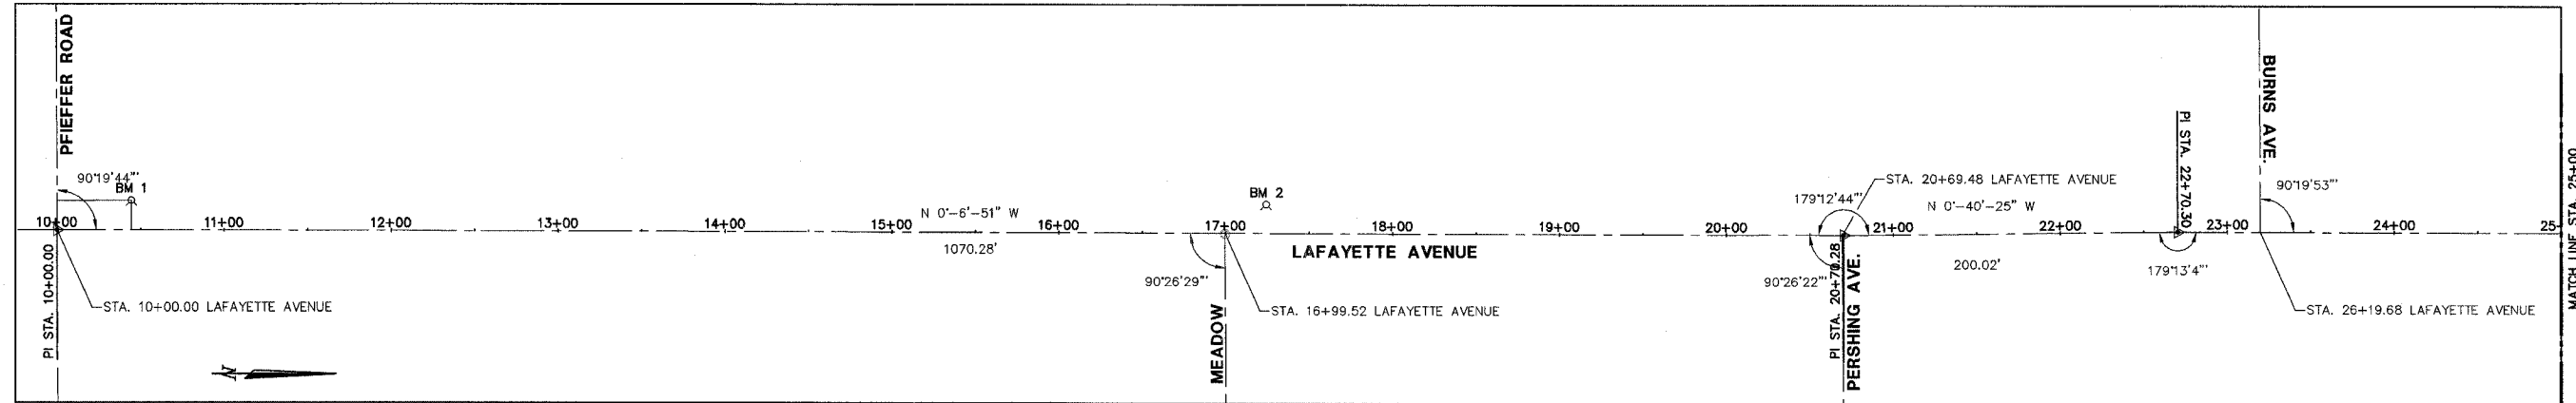 PFIEFFER ROAD
BURNS AVE.
90°19'44"'
BM 1
BM 2
179°12'44"'
STA. 20+69.48 LAFAYETTE AVENUE
PI STA. 22+70.30
90°19'53"'
MATCH LINE STA. 25+00
10+00
11+00
12+00
13+00
14+00
15+00
N 0°-6'-51" W
16+00
17+00
18+00
19+00
20+00
21+00
N 0°-40'-25" W
22+00
23+00
24+00
25
1070.28'
LAFAYETTE AVENUE
200.02'
179°13'4"'
PI STA. 10+00.00
STA. 10+00.00 LAFAYETTE AVENUE
90°26'29"'
MEADOW
STA. 16+99.52 LAFAYETTE AVENUE
90°26'22"'
PI STA. 20+70.28
PERSHING AVE.
STA. 26+19.68 LAFAYETTE AVENUE
N